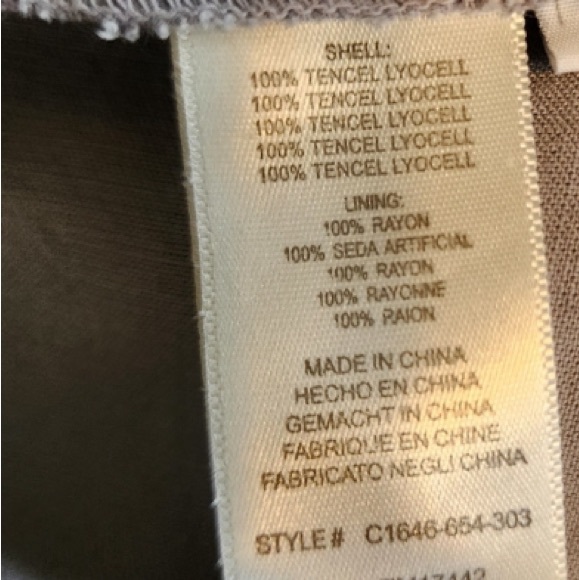 SHELL:
100% TENCEL LYOCELL
100% TENCEL LYOCELL
100% TENCEL LYOCELL
100% TENCEL LYOCELL
100% TENCEL LYOCELL
LINING:
100% RAYON
100% SEDA ARTIFICIAL
100% RAYON
100% RAYONNE
100% RAION
MADE IN CHINA
HECHO EN CHINA
GEMACHT IN CHINA
FABRIQUE EN CHINE
FABRICATO NEGLI CHINA
STYLE# C1646-654-303